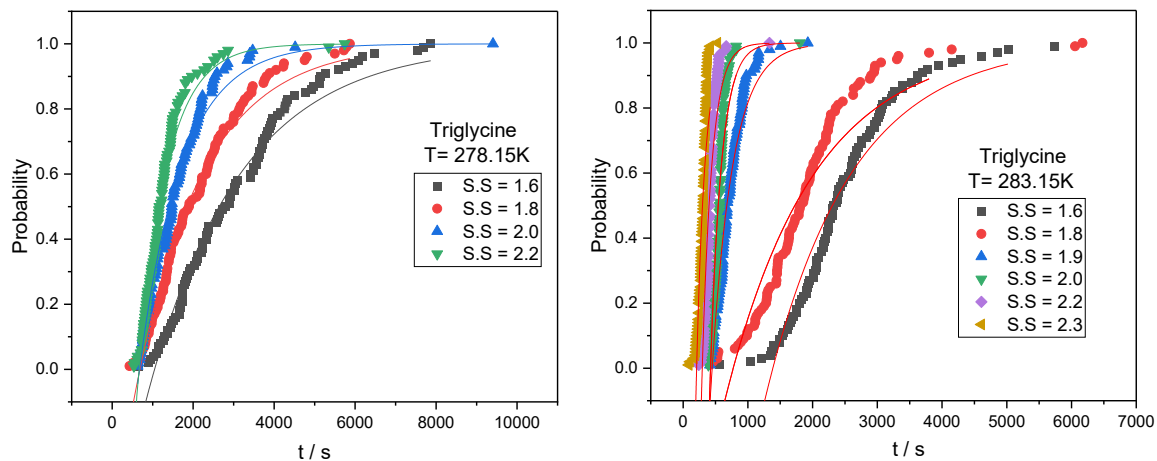 Probability
1.0
0.8
0.6
0.4
0.2
0.0
Triglycine
T= 278.15K
S.S = 1.6
S.S = 1.8
S.S = 2.0
S.S = 2.2
0 2000 4000 6000 8000 10000
t / s
Probability
1.0
0.8
0.6
0.4
0.2
0.0
Triglycine
T= 283.15K
S.S = 1.6
S.S = 1.8
S.S = 1.9
S.S = 2.0
S.S = 2.2
S.S = 2.3
0 1000 2000 3000 4000 5000 6000 7000
t / s